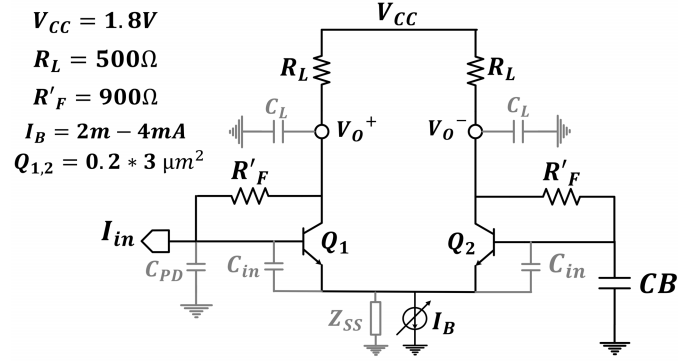 V_CC = 1.8V
V_CC
R_L = 500Ω
R_L
R_L
R'_F = 900Ω
C_L
C_L
I_B = 2m − 4mA
V_O^+
V_O^-
Q_1,2 = 0.2 * 3 μm²
R'_F
R'_F
I_in
Q_1
Q_2
C_PD
C_in
C_in
CB
Z_SS
I_B